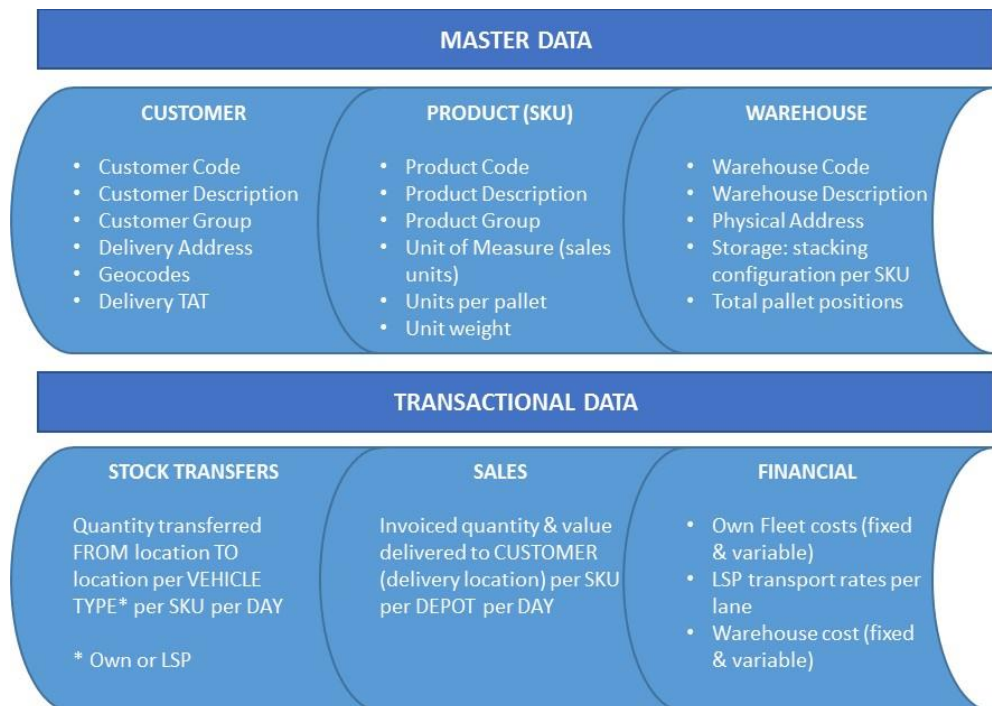 MASTER DATA
CUSTOMER
• Customer Code
• Customer Description
• Customer Group
• Delivery Address
• Geocodes
• Delivery TAT
PRODUCT (SKU)
• Product Code
• Product Description
• Product Group
• Unit of Measure (sales
units)
• Units per pallet
• Unit weight
WAREHOUSE
• Warehouse Code
• Warehouse Description
• Physical Address
• Storage: stacking
configuration per SKU
• Total pallet positions
TRANSACTIONAL DATA
STOCK TRANSFERS
Quantity transferred
FROM location TO
location per VEHICLE
TYPE* per SKU per DAY
* Own or LSP
SALES
Invoiced quantity & value
delivered to CUSTOMER
(delivery location) per SKU
per DEPOT per DAY
FINANCIAL
• Own Fleet costs (fixed
& variable)
• LSP transport rates per
lane
• Warehouse cost (fixed
& variable)